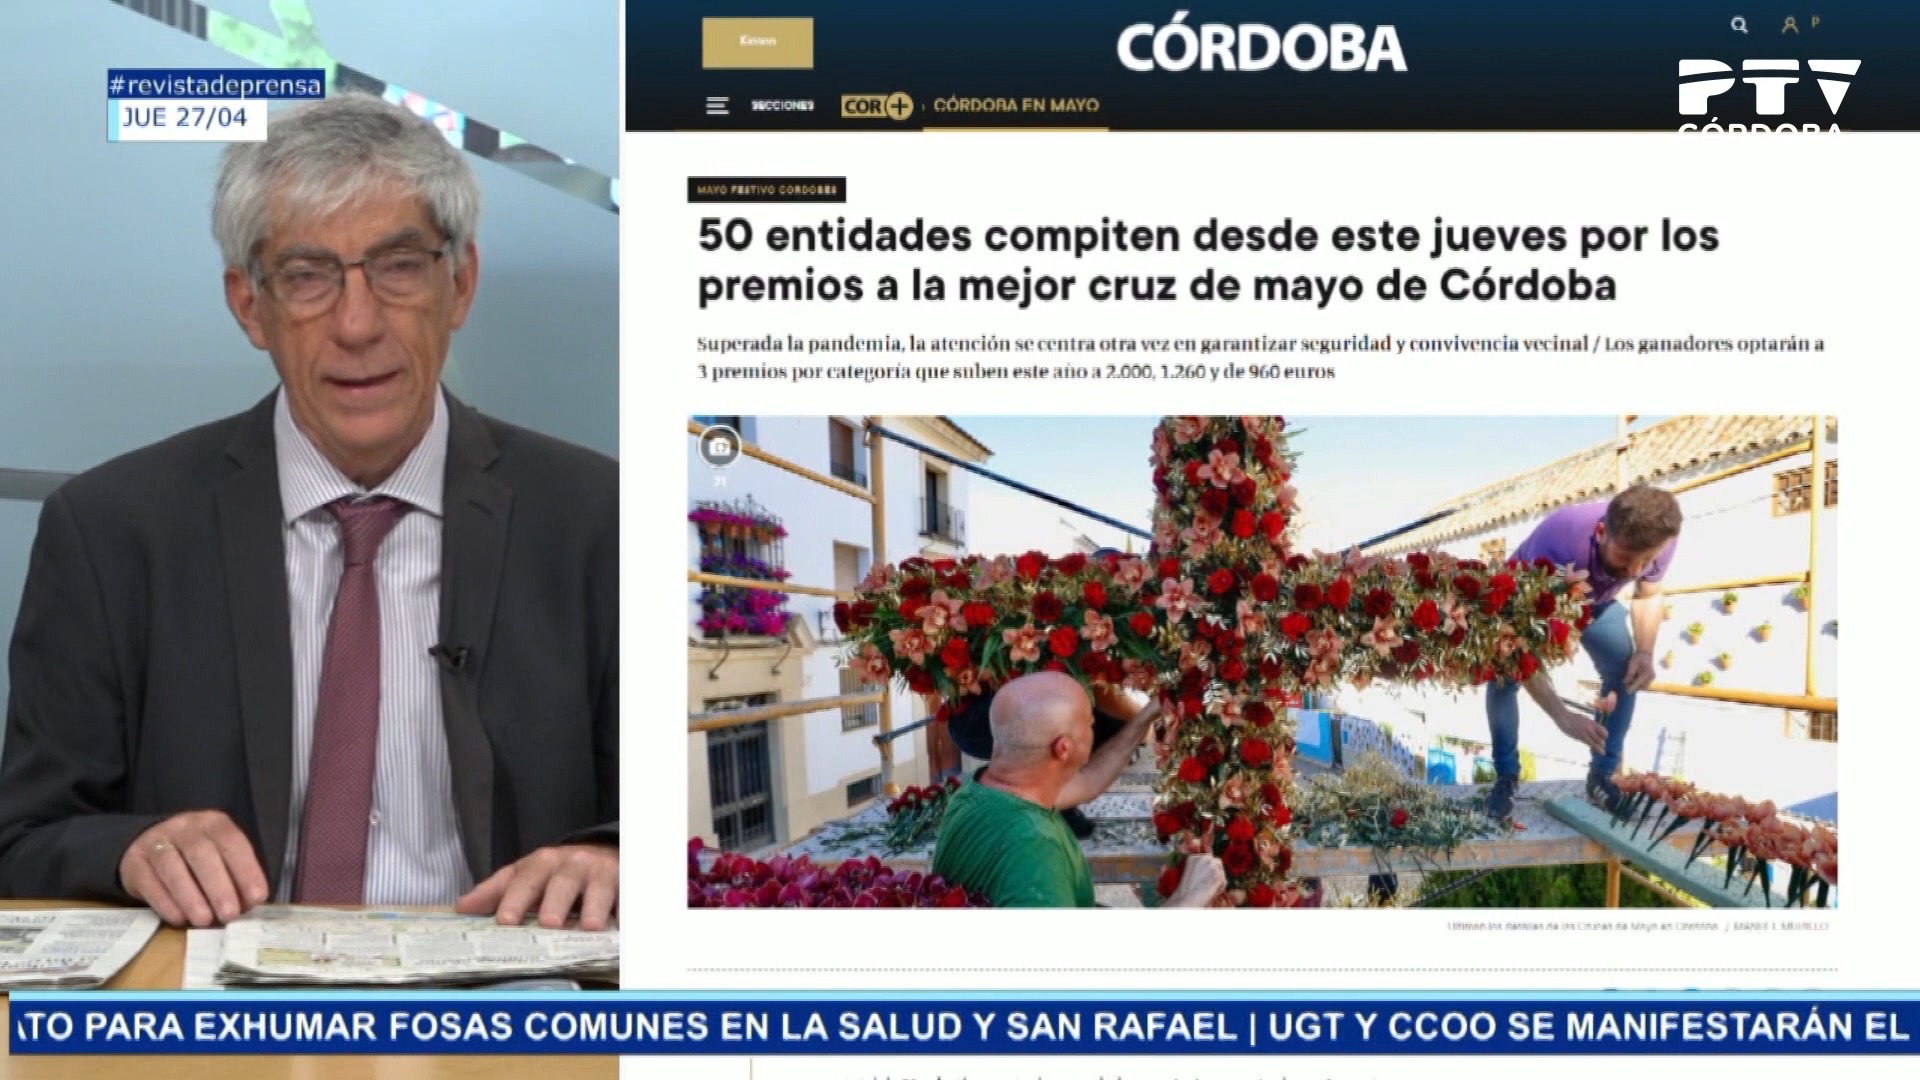 #revistadeprensa
JUE 27/04
CÓRDOBA
PTV
CÓRDOBA
SECCIONES
COR+ › CÓRDOBA EN MAYO
MAYO FESTIVO CORDOBÉS
50 entidades compiten desde este jueves por los
premios a la mejor cruz de mayo de Córdoba
Superada la pandemia, la atención se centra otra vez en garantizar seguridad y convivencia vecinal / Los ganadores optarán a
3 premios por categoría que suben este año a 2.000, 1.260 y de 960 euros
21
ATO PARA EXHUMAR FOSAS COMUNES EN LA SALUD Y SAN RAFAEL | UGT Y CCOO SE MANIFESTARÁN EL